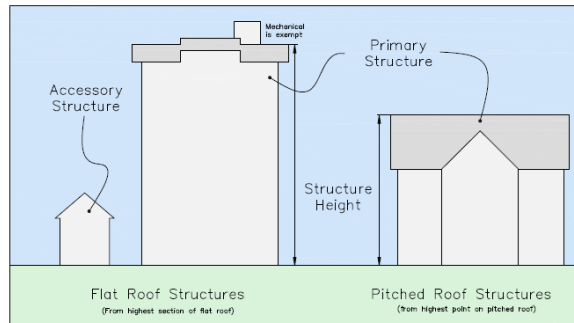 Mechanical
is exempt
Primary
Structure
Accessory
Structure
Structure
Height
Flat Roof Structures
(From highest section of flat roof)
Pitched Roof Structures
(from highest point on pitched roof)